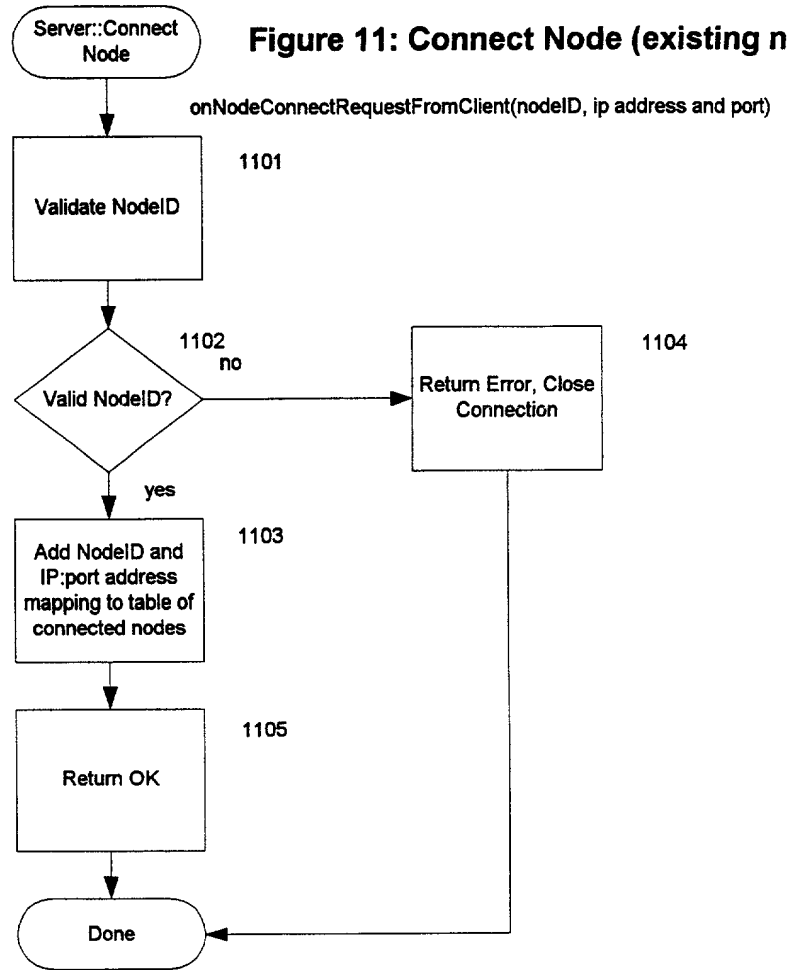 Server::Connect
Node
Figure 11: Connect Node (existing n
onNodeConnectRequestFromClient(nodeID, ip address and port)
1101
Validate NodeID
1102
no
Valid NodeID?
1104
Return Error, Close
Connection
yes
1103
Add NodeID and
IP:port address
mapping to table of
connected nodes
1105
Return OK
Done